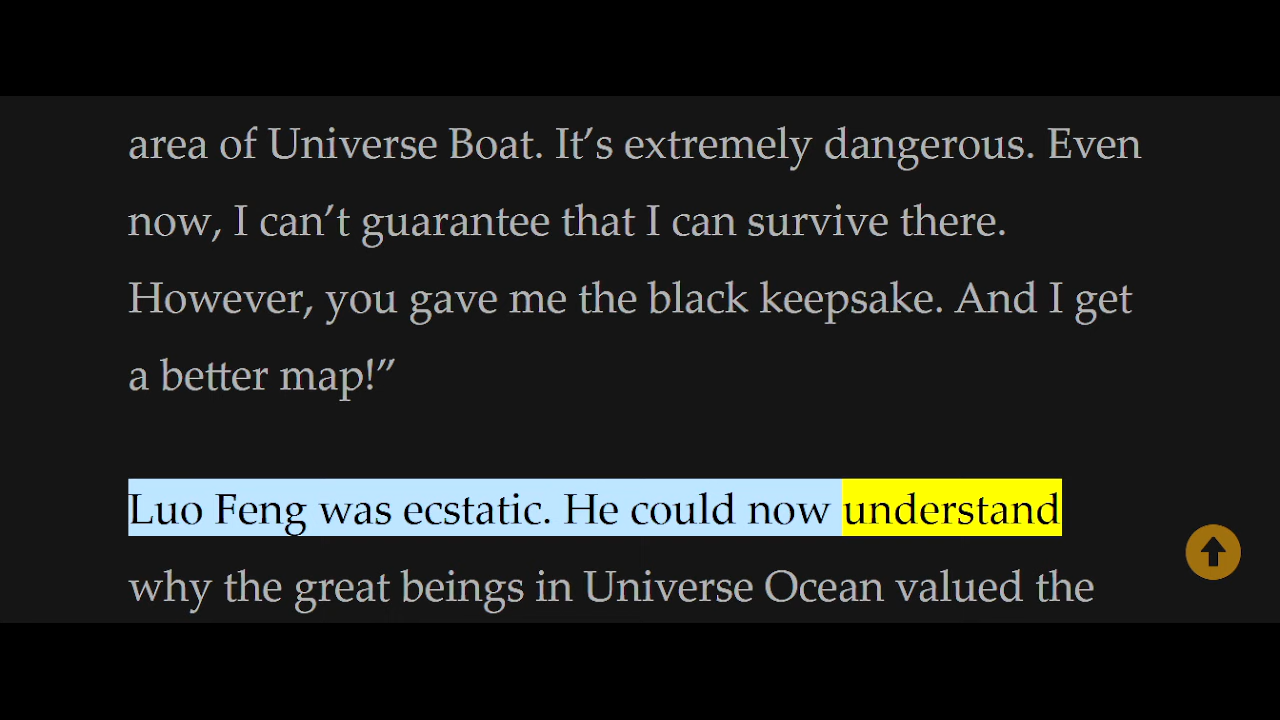 area of Universe Boat. It’s extremely dangerous. Even
now, I can’t guarantee that I can survive there.
However, you gave me the black keepsake. And I get
a better map!”
Luo Feng was ecstatic. He could now understand
why the great beings in Universe Ocean valued the